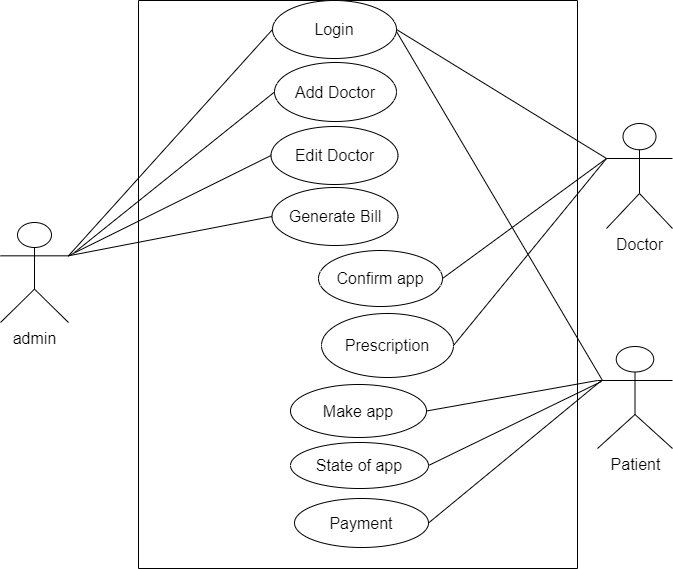 Login
Add Doctor
Edit Doctor
Generate Bill
Confirm app
Prescription
Make app
State of app
Payment
admin
Doctor
Patient